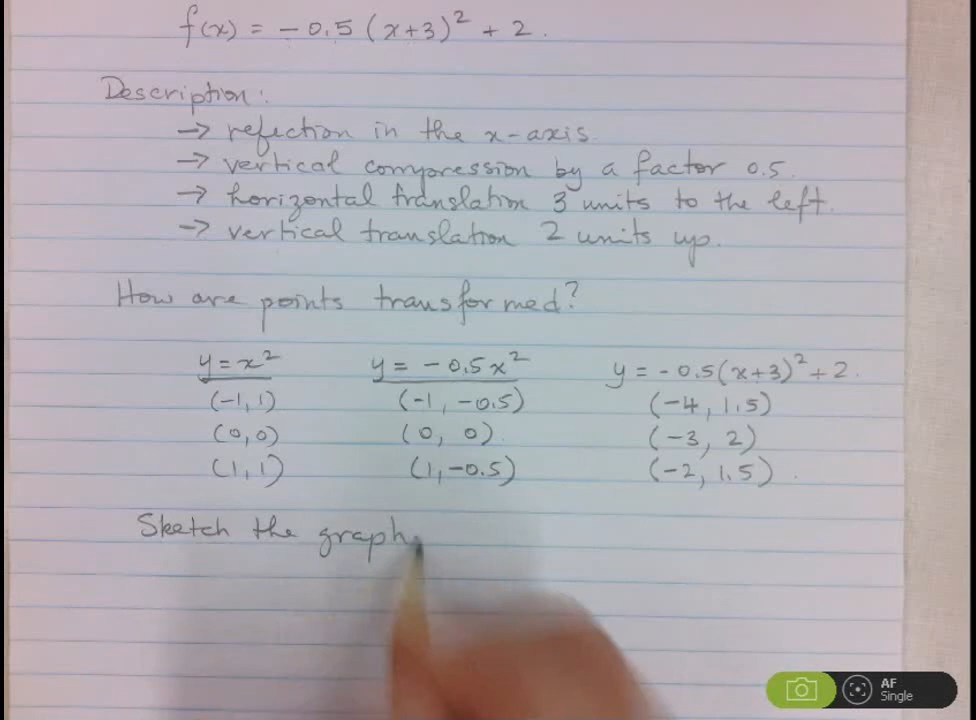 f(x) = -0.5 (x+3)² + 2.
Description:
→ refection in the x-axis.
→ vertical compression by a factor 0.5.
→ horizontal translation 3 units to the left.
→ vertical translation 2 units up.
How are points transformed?
y = x² y = -0.5x² y = -0.5(x+3)² + 2.
(-1, 1) (-1, -0.5) (-4, 1.5)
(0, 0) (0, 0) (-3, 2)
(1, 1) (1, -0.5) (-2, 1.5)
Sketch the graph
AF
Single